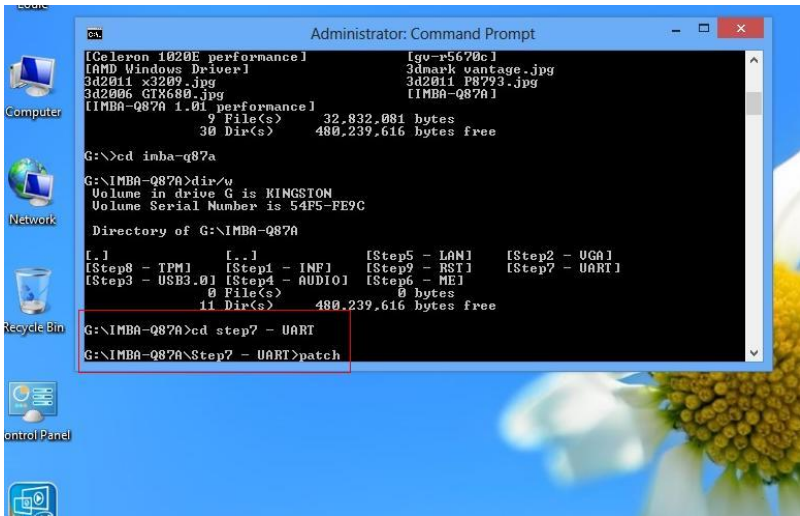 Administrator: Command Prompt
[Celeron 1020E performance] [gv-r5670c]
[AMD Windows Driver] 3dmark vantage.jpg
3d2011 x3209.jpg 3d2011 P8793.jpg
3d2006 GTX680.jpg [IMBA-Q87A]
[IMBA-Q87A 1.01 performance]
9 File(s) 32,832,081 bytes
30 Dir(s) 480,239,616 bytes free
G:\>cd imba-q87a
G:\IMBA-Q87A>dir/w
Volume in drive G is KINGSTON
Volume Serial Number is 54F5-FE9C
Directory of G:\IMBA-Q87A
[.] [..] [Step5 - LAN] [Step2 - VGA]
[Step8 - TPM] [Step1 - INF] [Step9 - RST] [Step7 - UART]
[Step3 - USB3.0] [Step4 - AUDIO] [Step6 - ME]
0 File(s) 0 bytes
11 Dir(s) 480,239,616 bytes free
G:\IMBA-Q87A>cd step7 - UART
G:\IMBA-Q87A\Step7 - UART>patch
Computer
Network
Recycle Bin
ontrol Panel